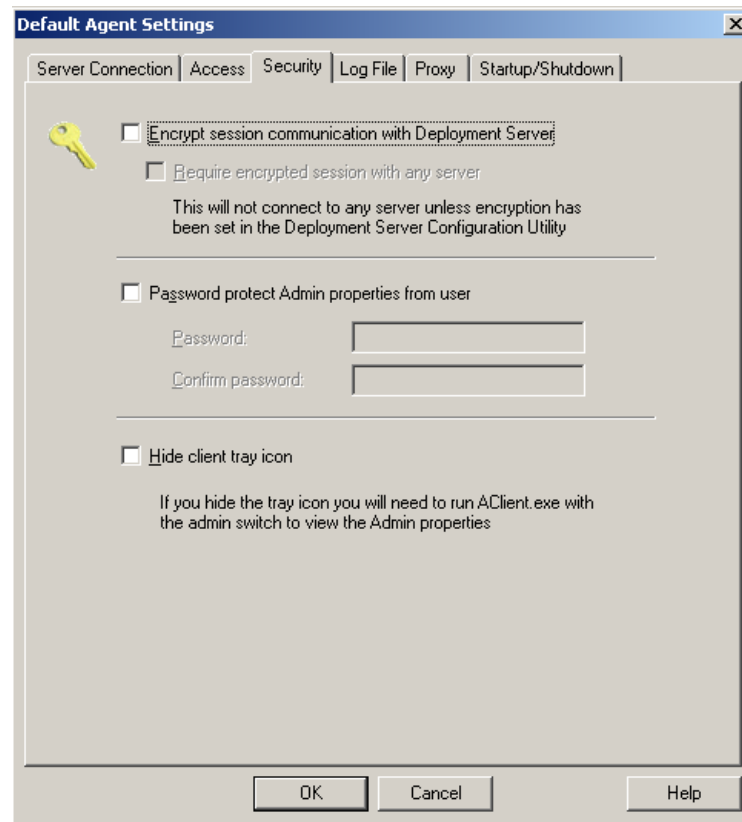 Default Agent Settings
Server Connection Access Security Log File Proxy Startup/Shutdown
Encrypt session communication with Deployment Server
Require encrypted session with any server
This will not connect to any server unless encryption has
been set in the Deployment Server Configuration Utility
Password protect Admin properties from user
Password:
Confirm password:
Hide client tray icon
If you hide the tray icon you will need to run AClient.exe with
the admin switch to view the Admin properties
OK Cancel Help